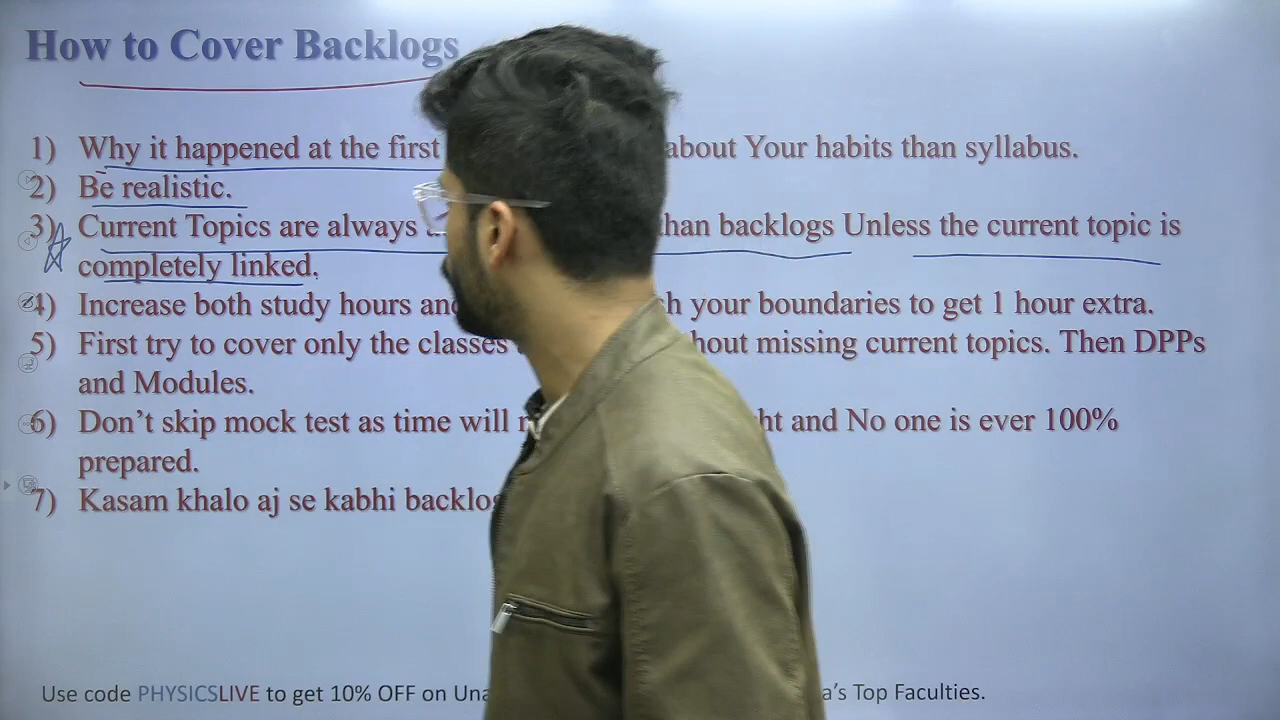 How to Cover Backlogs
1) Why it happened at the first about Your habits than syllabus.
2) Be realistic.
3) Current Topics are always than backlogs Unless the current topic is
completely linked.
4) Increase both study hours and your boundaries to get 1 hour extra.
5) First try to cover only the classes missing current topics. Then DPPs
and Modules.
6) Don't skip mock test as time will and No one is ever 100%
prepared.
7) Kasam khalo aj se kabhi
Use code PHYSICSLIVE to get 10% OFF on Top Faculties.